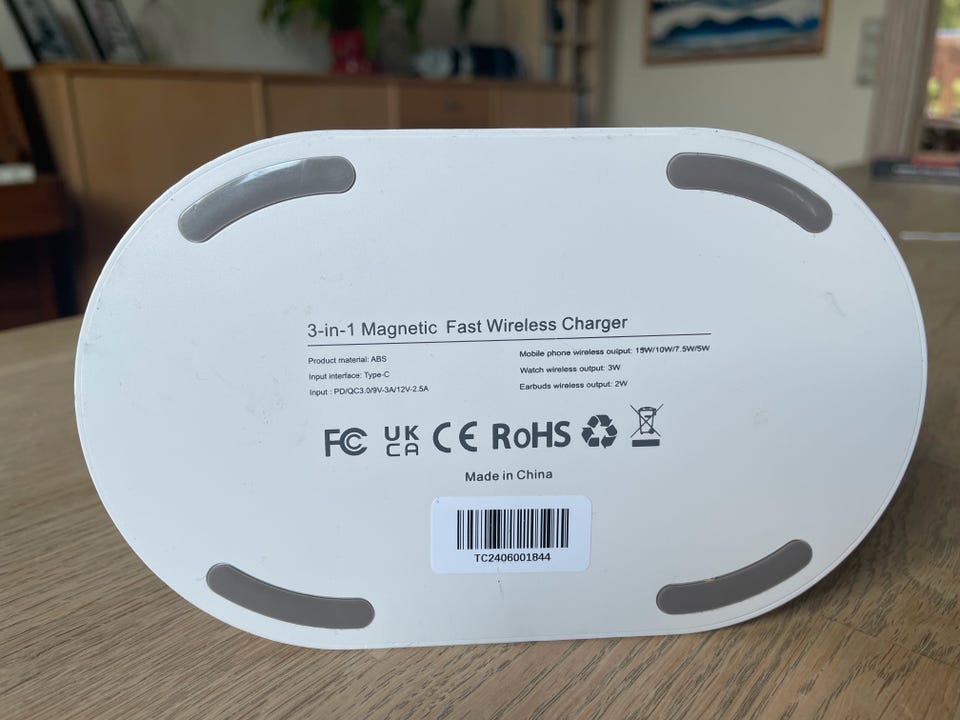 3-in-1 Magnetic Fast Wireless Charger
Product material: ABS
Input interface: Type-C
Input : PD/QC3.0/9V-3A/12V-2.5A
Mobile phone wireless ouipuț: 15W/10W/7.5W/5W
Watch wireless output: 3W
Earbuds wireless output: 2W
FC UK CA CE RoHS
Made in China
TC2406001844